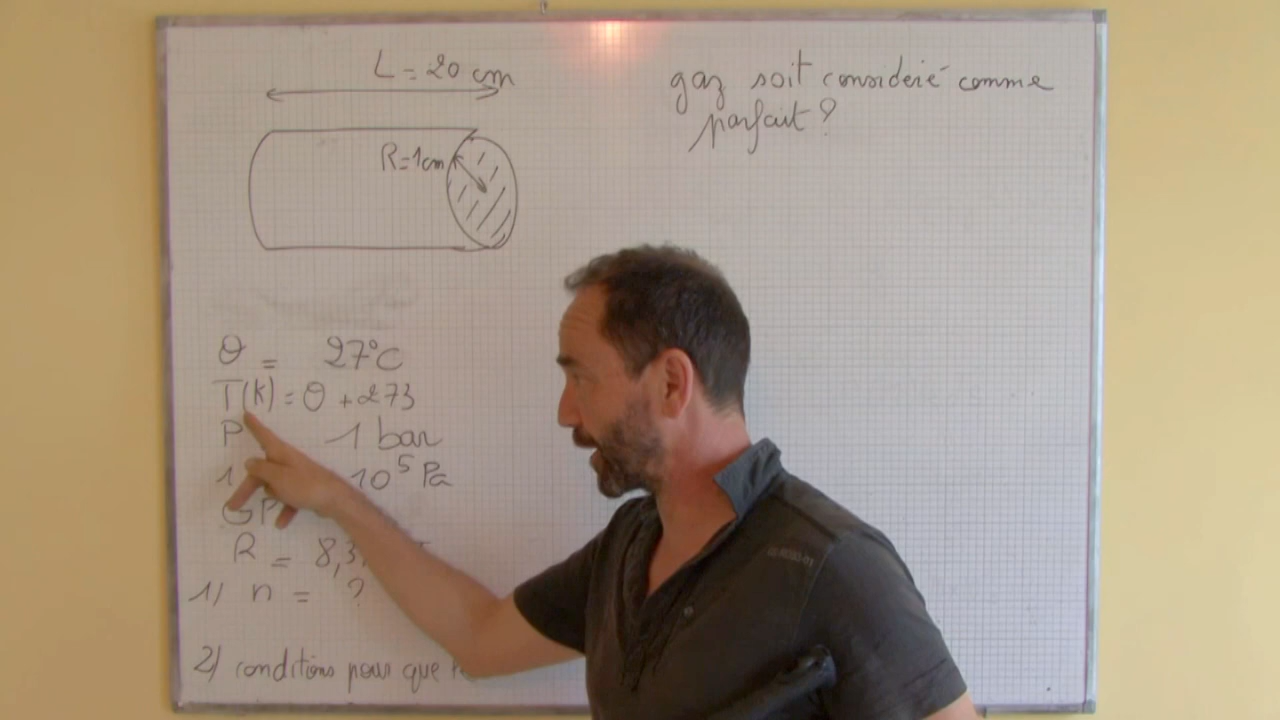 L = 20 cm
R=1cm
θ = 27°C
T(K) = θ + 273
P 1 bar
1 10⁵ Pa
GP
R = 8,3
1) n = ?
2) conditions pour que
gaz soit considéré comme
parfait ?